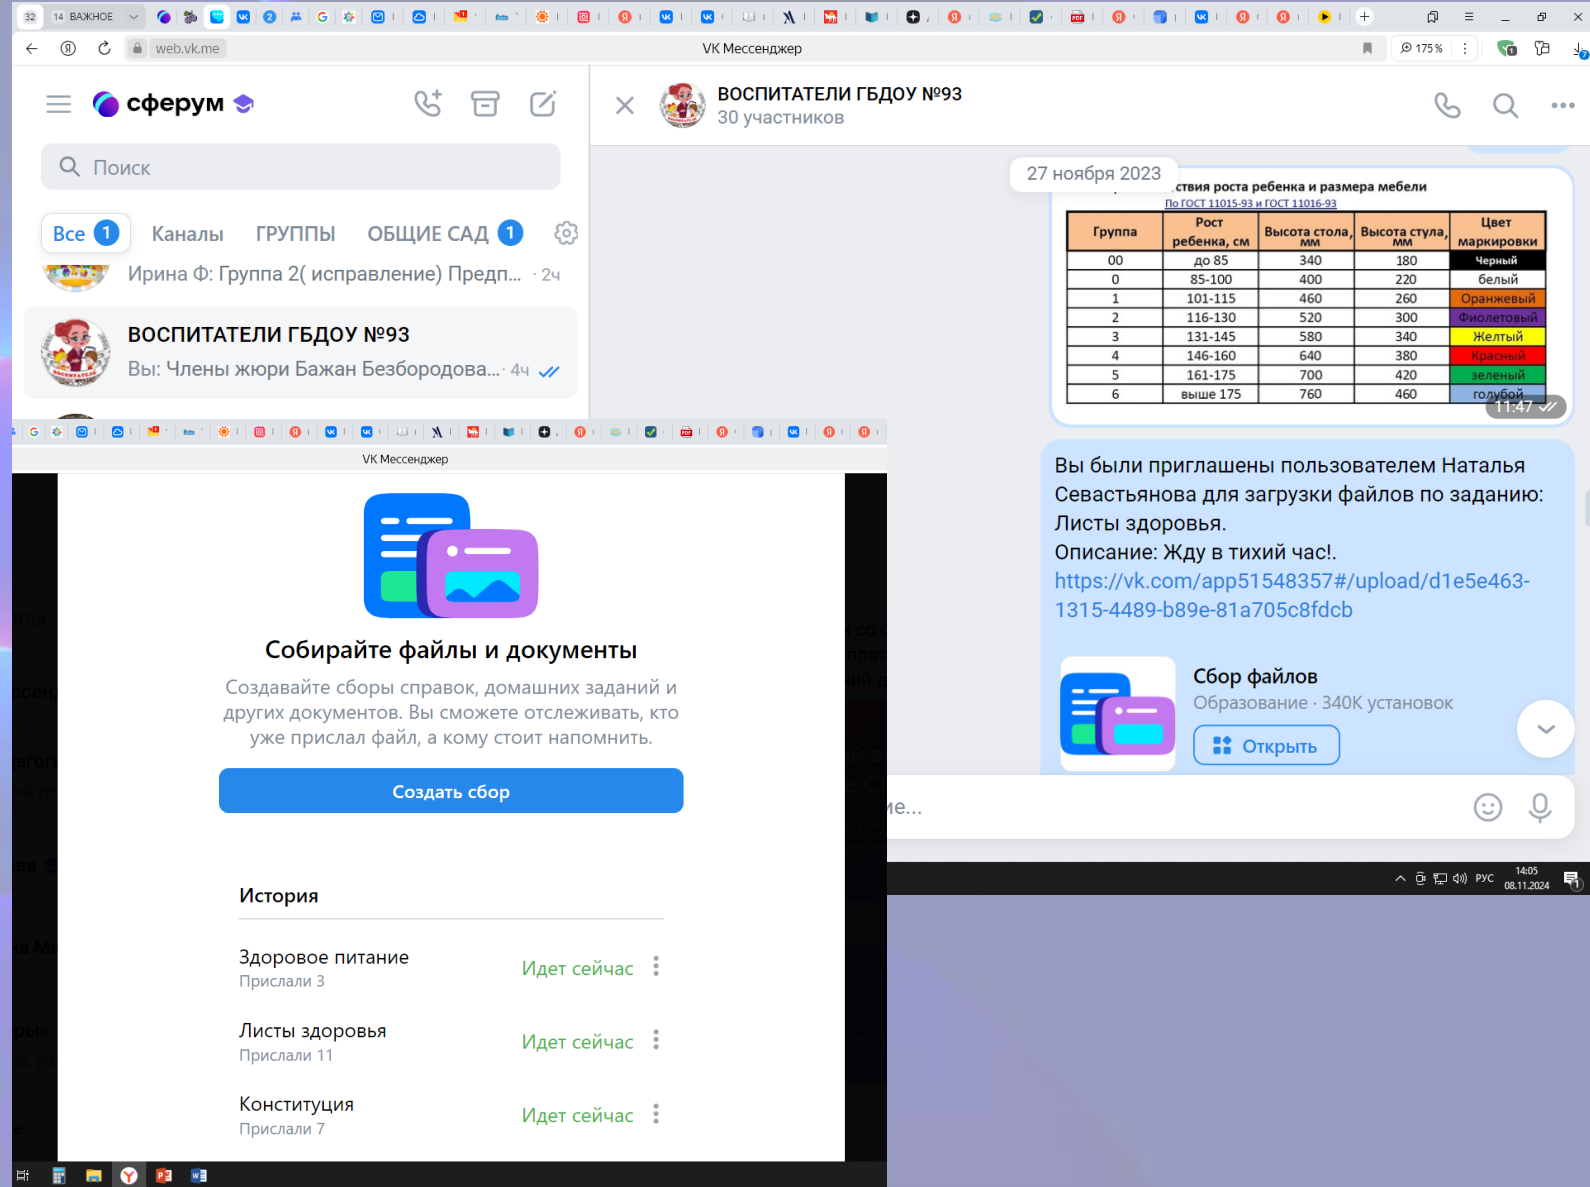 32
14 ВАЖНОЕ
web.vk.me
VK Мессенджер
175 %
1
7
сферум
Поиск
Все 1
Каналы
ГРУППЫ
ОБЩИЕ САД 1
Ирина Ф: Группа 2( исправление) Предп... · 2ч
ВОСПИТАТЕЛИ ГБДОУ №93
Вы: Члены жюри Бажан Безбородова... · 4ч
ВОСПИТАТЕЛИ ГБДОУ №93
30 участников
27 ноября 2023
ствия роста ребенка и размера мебели
По ГОСТ 11015-93 и ГОСТ 11016-93
Группа Рост ребенка, см Высота стола, мм Высота стула, мм Цвет маркировки
00 до 85 340 180 Черный
0 85-100 400 220 белый
1 101-115 460 260 Оранжевый
2 116-130 520 300 Фиолетовый
3 131-145 580 340 Желтый
4 146-160 640 380 Красный
5 161-175 700 420 зеленый
6 выше 175 760 460 голубой
11:47
Вы были приглашены пользователем Наталья
Севастьянова для загрузки файлов по заданию:
Листы здоровья.
Описание: Жду в тихий час!.
https://vk.com/app51548357#/upload/d1e5e463-
1315-4489-b89e-81a705c8fdcb
Сбор файлов
Образование · 340K установок
Открыть
ие...
РУС
14:05
08.11.2024
1
VK Мессенджер
Собирайте файлы и документы
Создавайте сборы справок, домашних заданий и
других документов. Вы сможете отслеживать, кто
уже прислал файл, а кому стоит напомнить.
Создать сбор
История
Здоровое питание
Прислали 3
Идет сейчас
Листы здоровья
Прислали 11
Идет сейчас
Конституция
Прислали 7
Идет сейчас